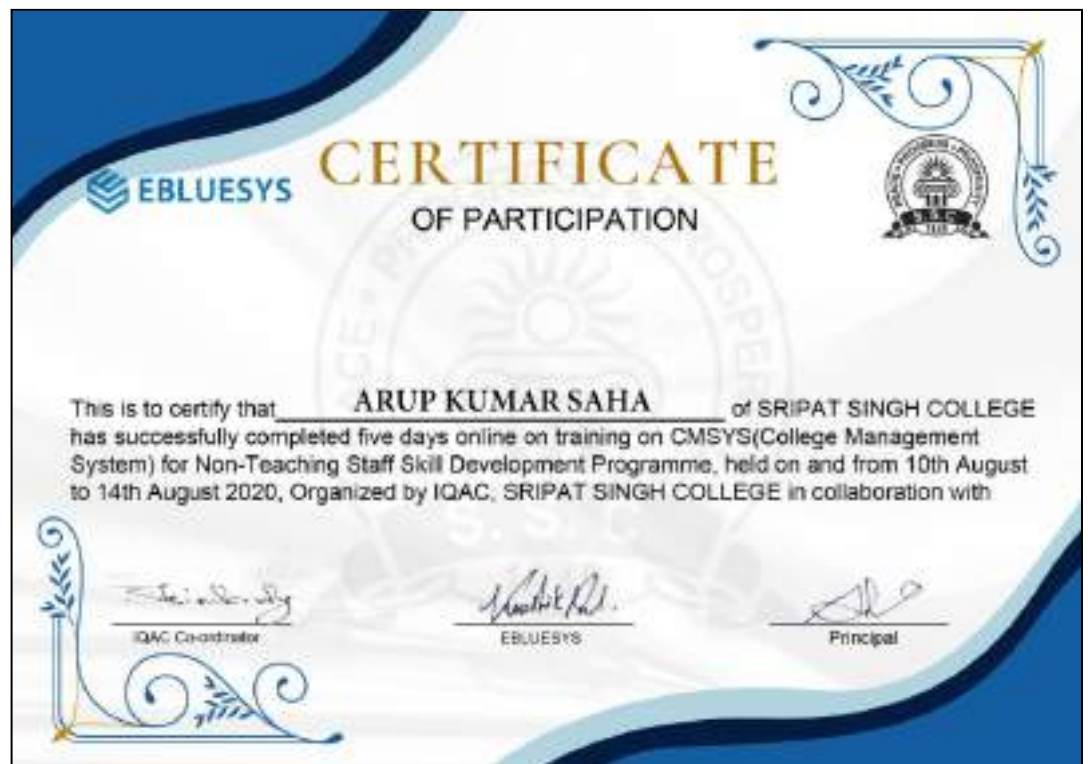 EBLUESYS
CERTIFICATE
OF PARTICIPATION
PEACE • PROGRESS • PROSPERITY
S. S. C.
This is to certify that ARUP KUMAR SAHA of SRIPAT SINGH COLLEGE
has successfully completed five days online on training on CMSYS(College Management
System) for Non-Teaching Staff Skill Development Programme, held on and from 10th August
to 14th August 2020, Organized by IQAC, SRIPAT SINGH COLLEGE in collaboration with
S. S. C
IQAC Co-ordinator
EBLUESYS
Principal